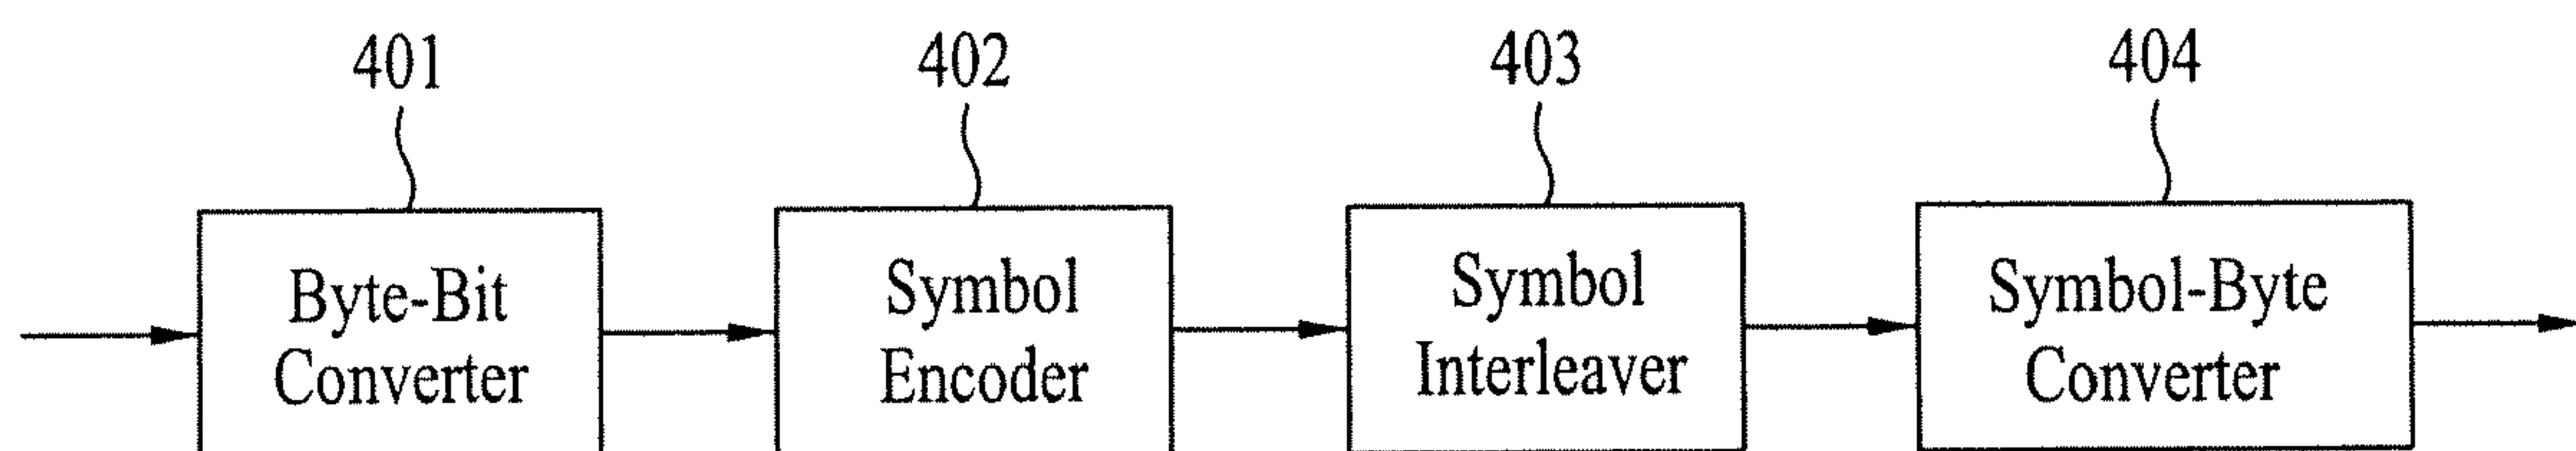 401
402
403
404
Byte-Bit
Converter
Symbol
Encoder
Symbol
Interleaver
Symbol-Byte
Converter